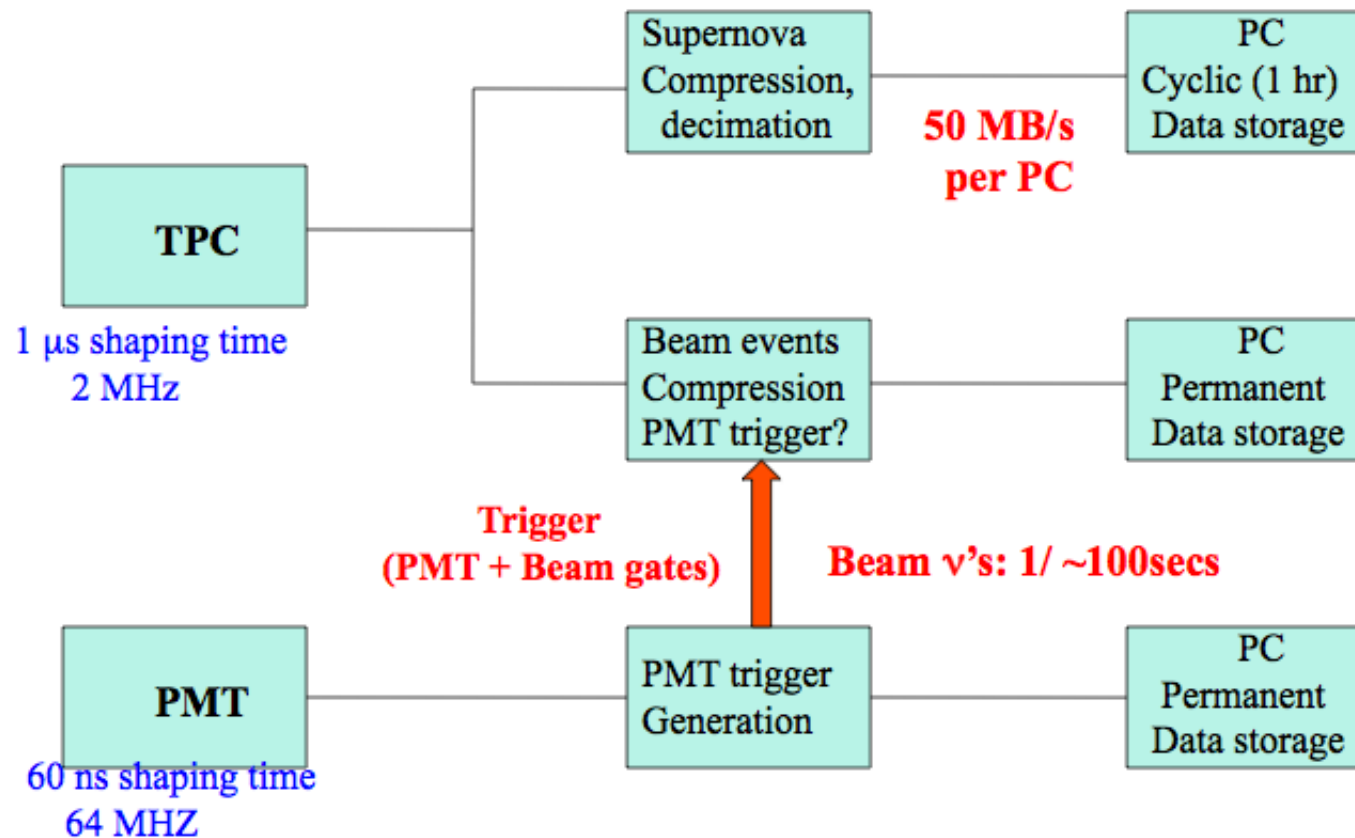 Supernova
Compression,
decimation
PC
Cyclic (1 hr)
Data storage
50 MB/s
per PC
TPC
1 μs shaping time
2 MHz
Beam events
Compression
PMT trigger?
PC
Permanent
Data storage
Trigger
(PMT + Beam gates)
Beam ν’s: 1/ ~100secs
PMT
60 ns shaping time
64 MHZ
PMT trigger
Generation
PC
Permanent
Data storage